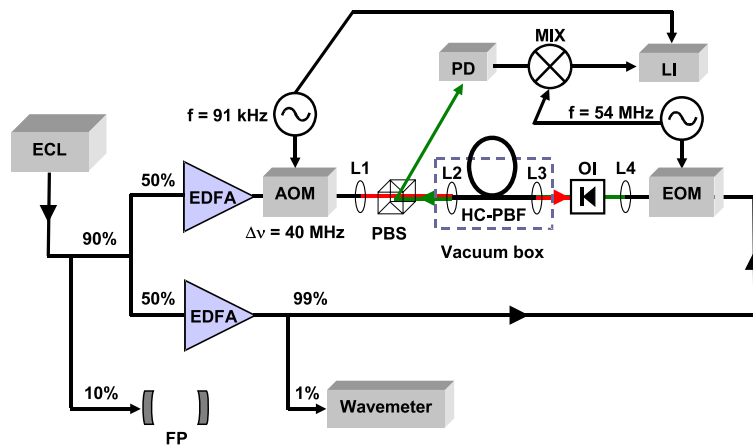 MIX
PD
LI
f = 91 kHz
f = 54 MHz
ECL
50%
EDFA
AOM
L1
L2
L3
OI
L4
EOM
HC-PBF
90%
Δν = 40 MHz
PBS
Vacuum box
50%
EDFA
99%
10%
FP
1%
Wavemeter